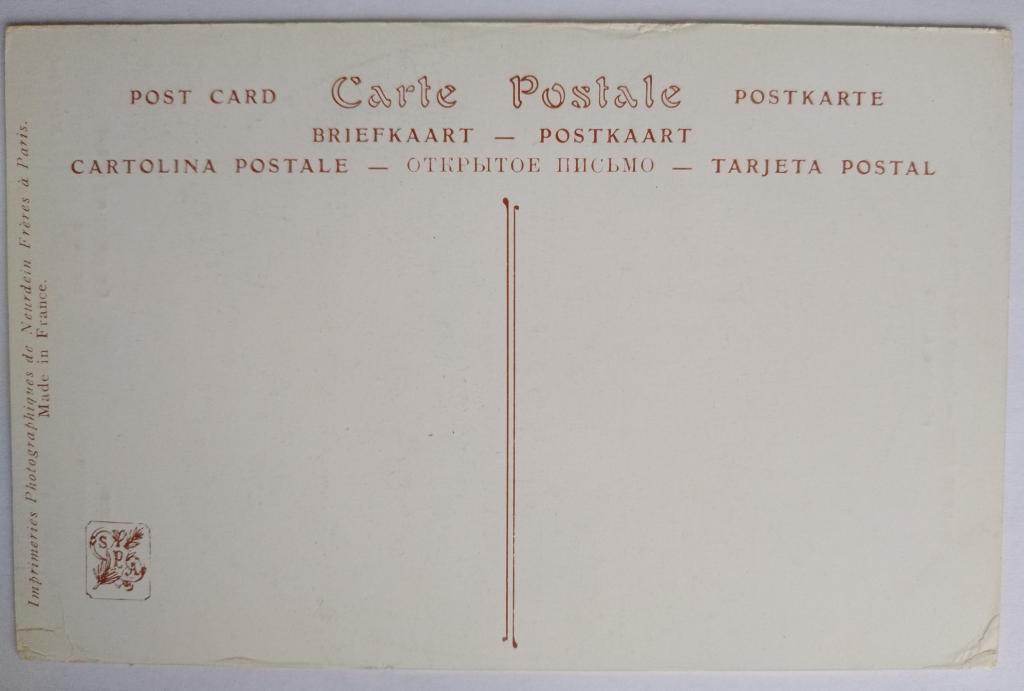 POST CARD Carte Postale POSTKARTE
BRIEFKAART — POSTKAART
CARTOLINA POSTALE — ОТКРЫТОЕ ПИСЬМО — TARJETA POSTAL
Imprimeries Photographiques de Neurdein Frères à Paris.
Made in France.
S I P A